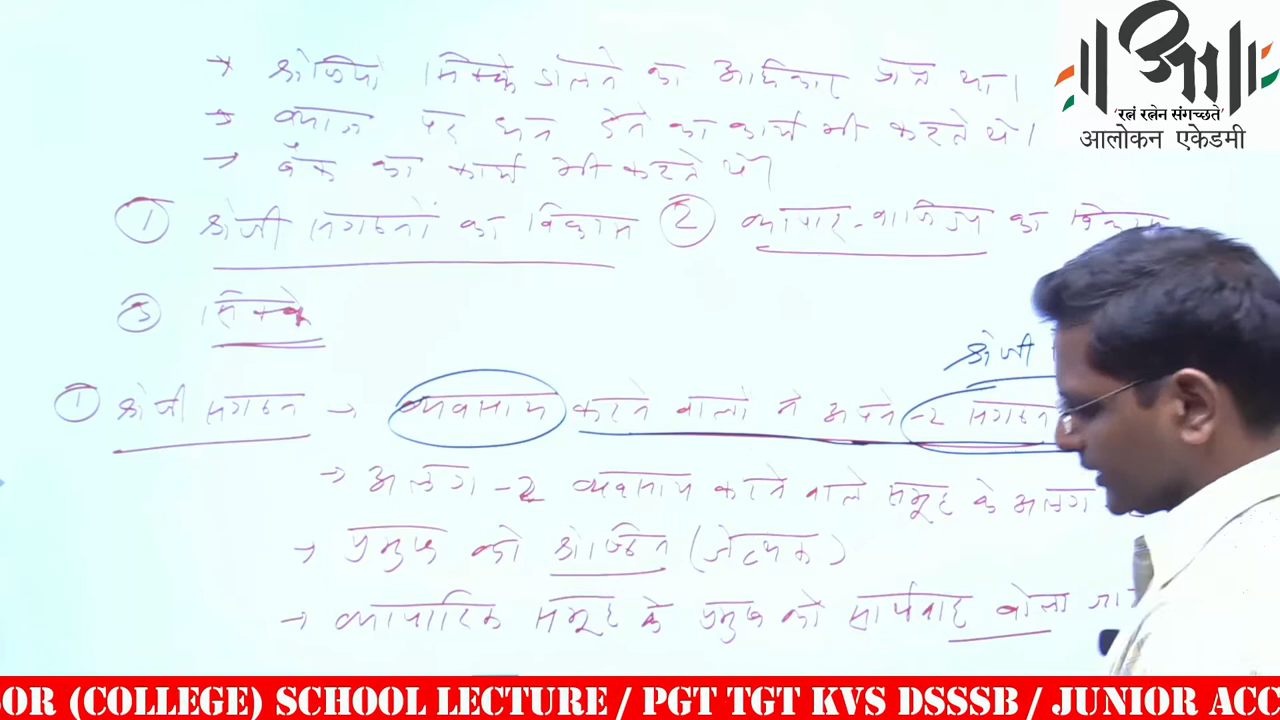 → श्रेणियो सिक्के डालने का अधिकार प्राप्त था।
→ ब्याज पर धन देने का कार्य भी करते थे।
→ बैंक का कार्य भी करते थे।
① श्रेणी संगठनों का विकास ② व्यापार-वाणिज्य का विकास
③ सिक्के
श्रेणी
① श्रेणी संगठन → व्यवसाय करने वालो ने अपने-2 संगठन
→ अलग-2 व्यवसाय करने वाले समूह के अलग
→ प्रमुख को श्रेष्ठिन (जेष्ठक)
→ व्यापारिक समूह के प्रमुख को सार्थवाह बोला जा
'रत्नं रत्नेन संगच्छते'
आलोकन एकेडमी
SOR (COLLEGE) SCHOOL LECTURE / PGT TGT KVS DSSSB / JUNIOR ACC